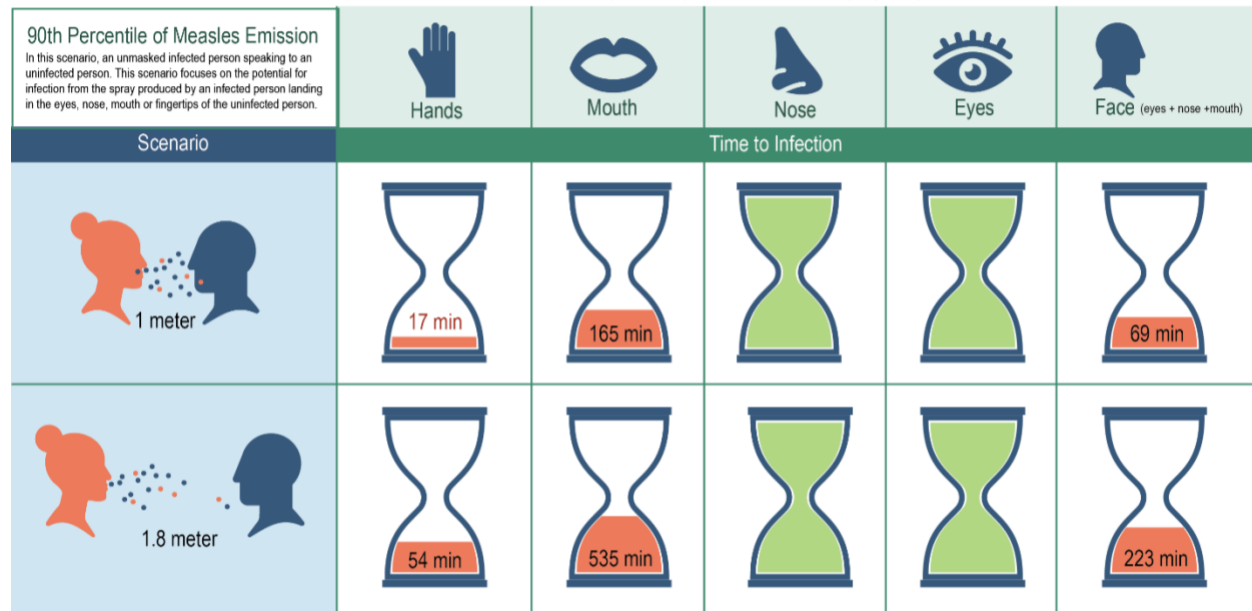 90th Percentile of Measles Emission
In this scenario, an unmasked infected person speaking to an
uninfected person. This scenario focuses on the potential for
infection from the spray produced by an infected person landing
in the eyes, nose, mouth or fingertips of the uninfected person.
Hands
Mouth
Nose
Eyes
Face (eyes + nose +mouth)
Scenario
Time to Infection
1 meter
17 min
165 min
69 min
1.8 meter
54 min
535 min
223 min